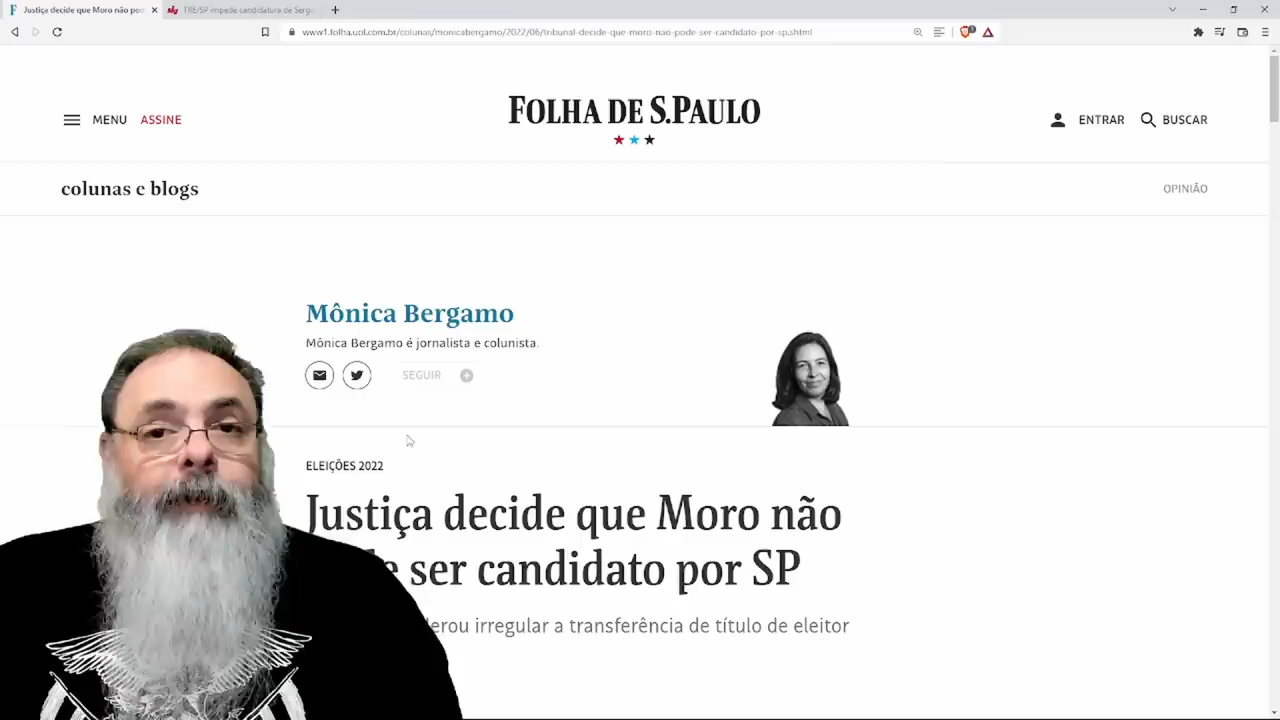 Justiça decide que Moro não pod
TRE/SP impede candidatura de Sergio
www1.folha.uol.com.br/colunas/monicabergamo/2022/06/tribunal-decide-que-moro-nao-pode-ser-candidato-por-sp.shtml
MENU ASSINE
FOLHA DE S.PAULO
ENTRAR BUSCAR
colunas e blogs
OPINIÃO
Mônica Bergamo
Mônica Bergamo é jornalista e colunista.
SEGUIR
ELEIÇÕES 2022
Justiça decide que Moro não
e ser candidato por SP
erou irregular a transferência de título de eleitor